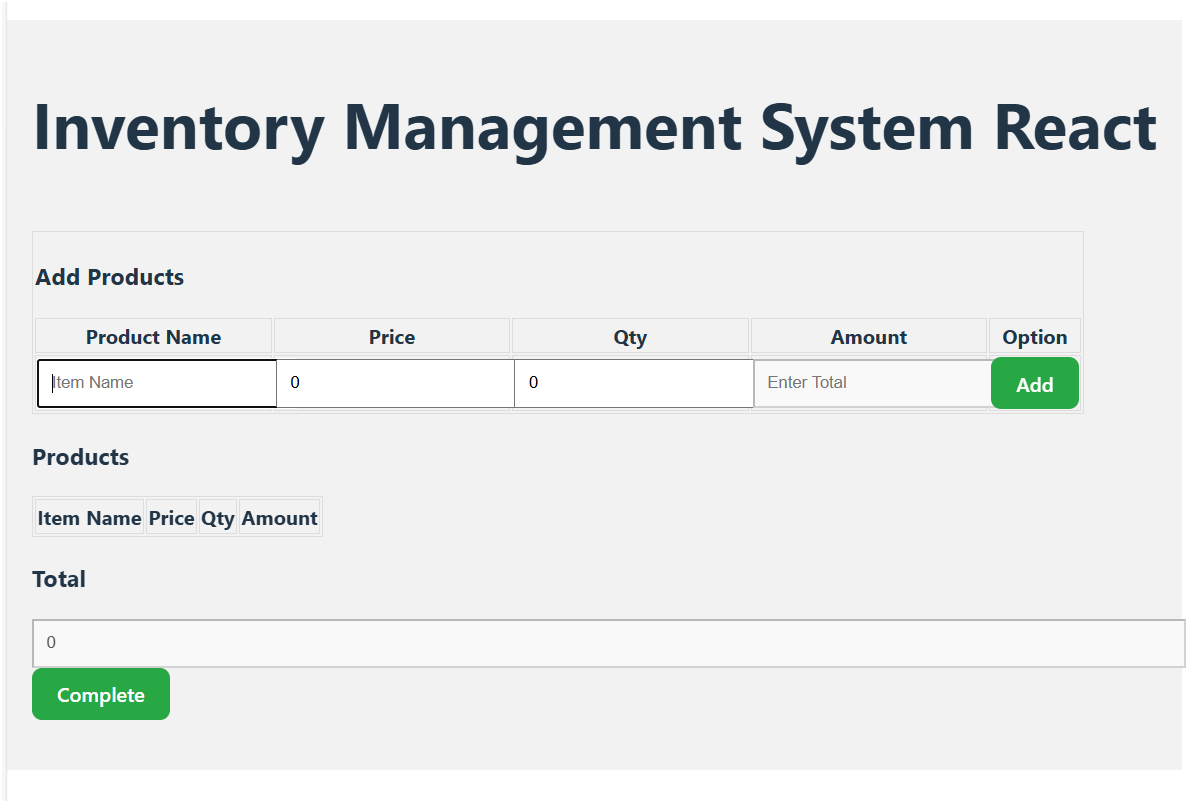 Inventory Management System React
Add Products
Product Name Price Qty Amount Option
Item Name 0 0 Enter Total Add
Products
Item Name Price Qty Amount
Total
0
Complete